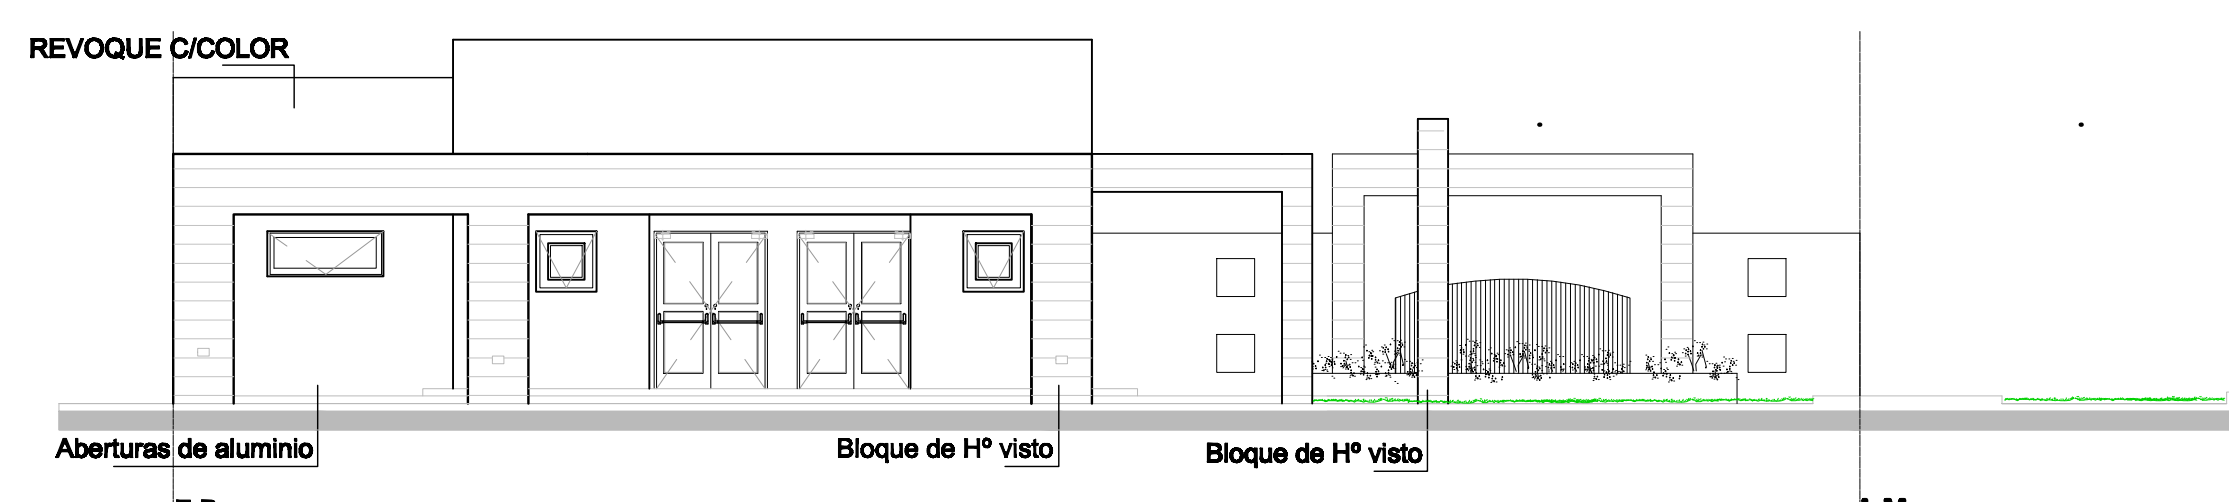 REVOQUE C/COLOR
Aberturas de aluminio
Bloque de Hº visto
Bloque de Hº visto